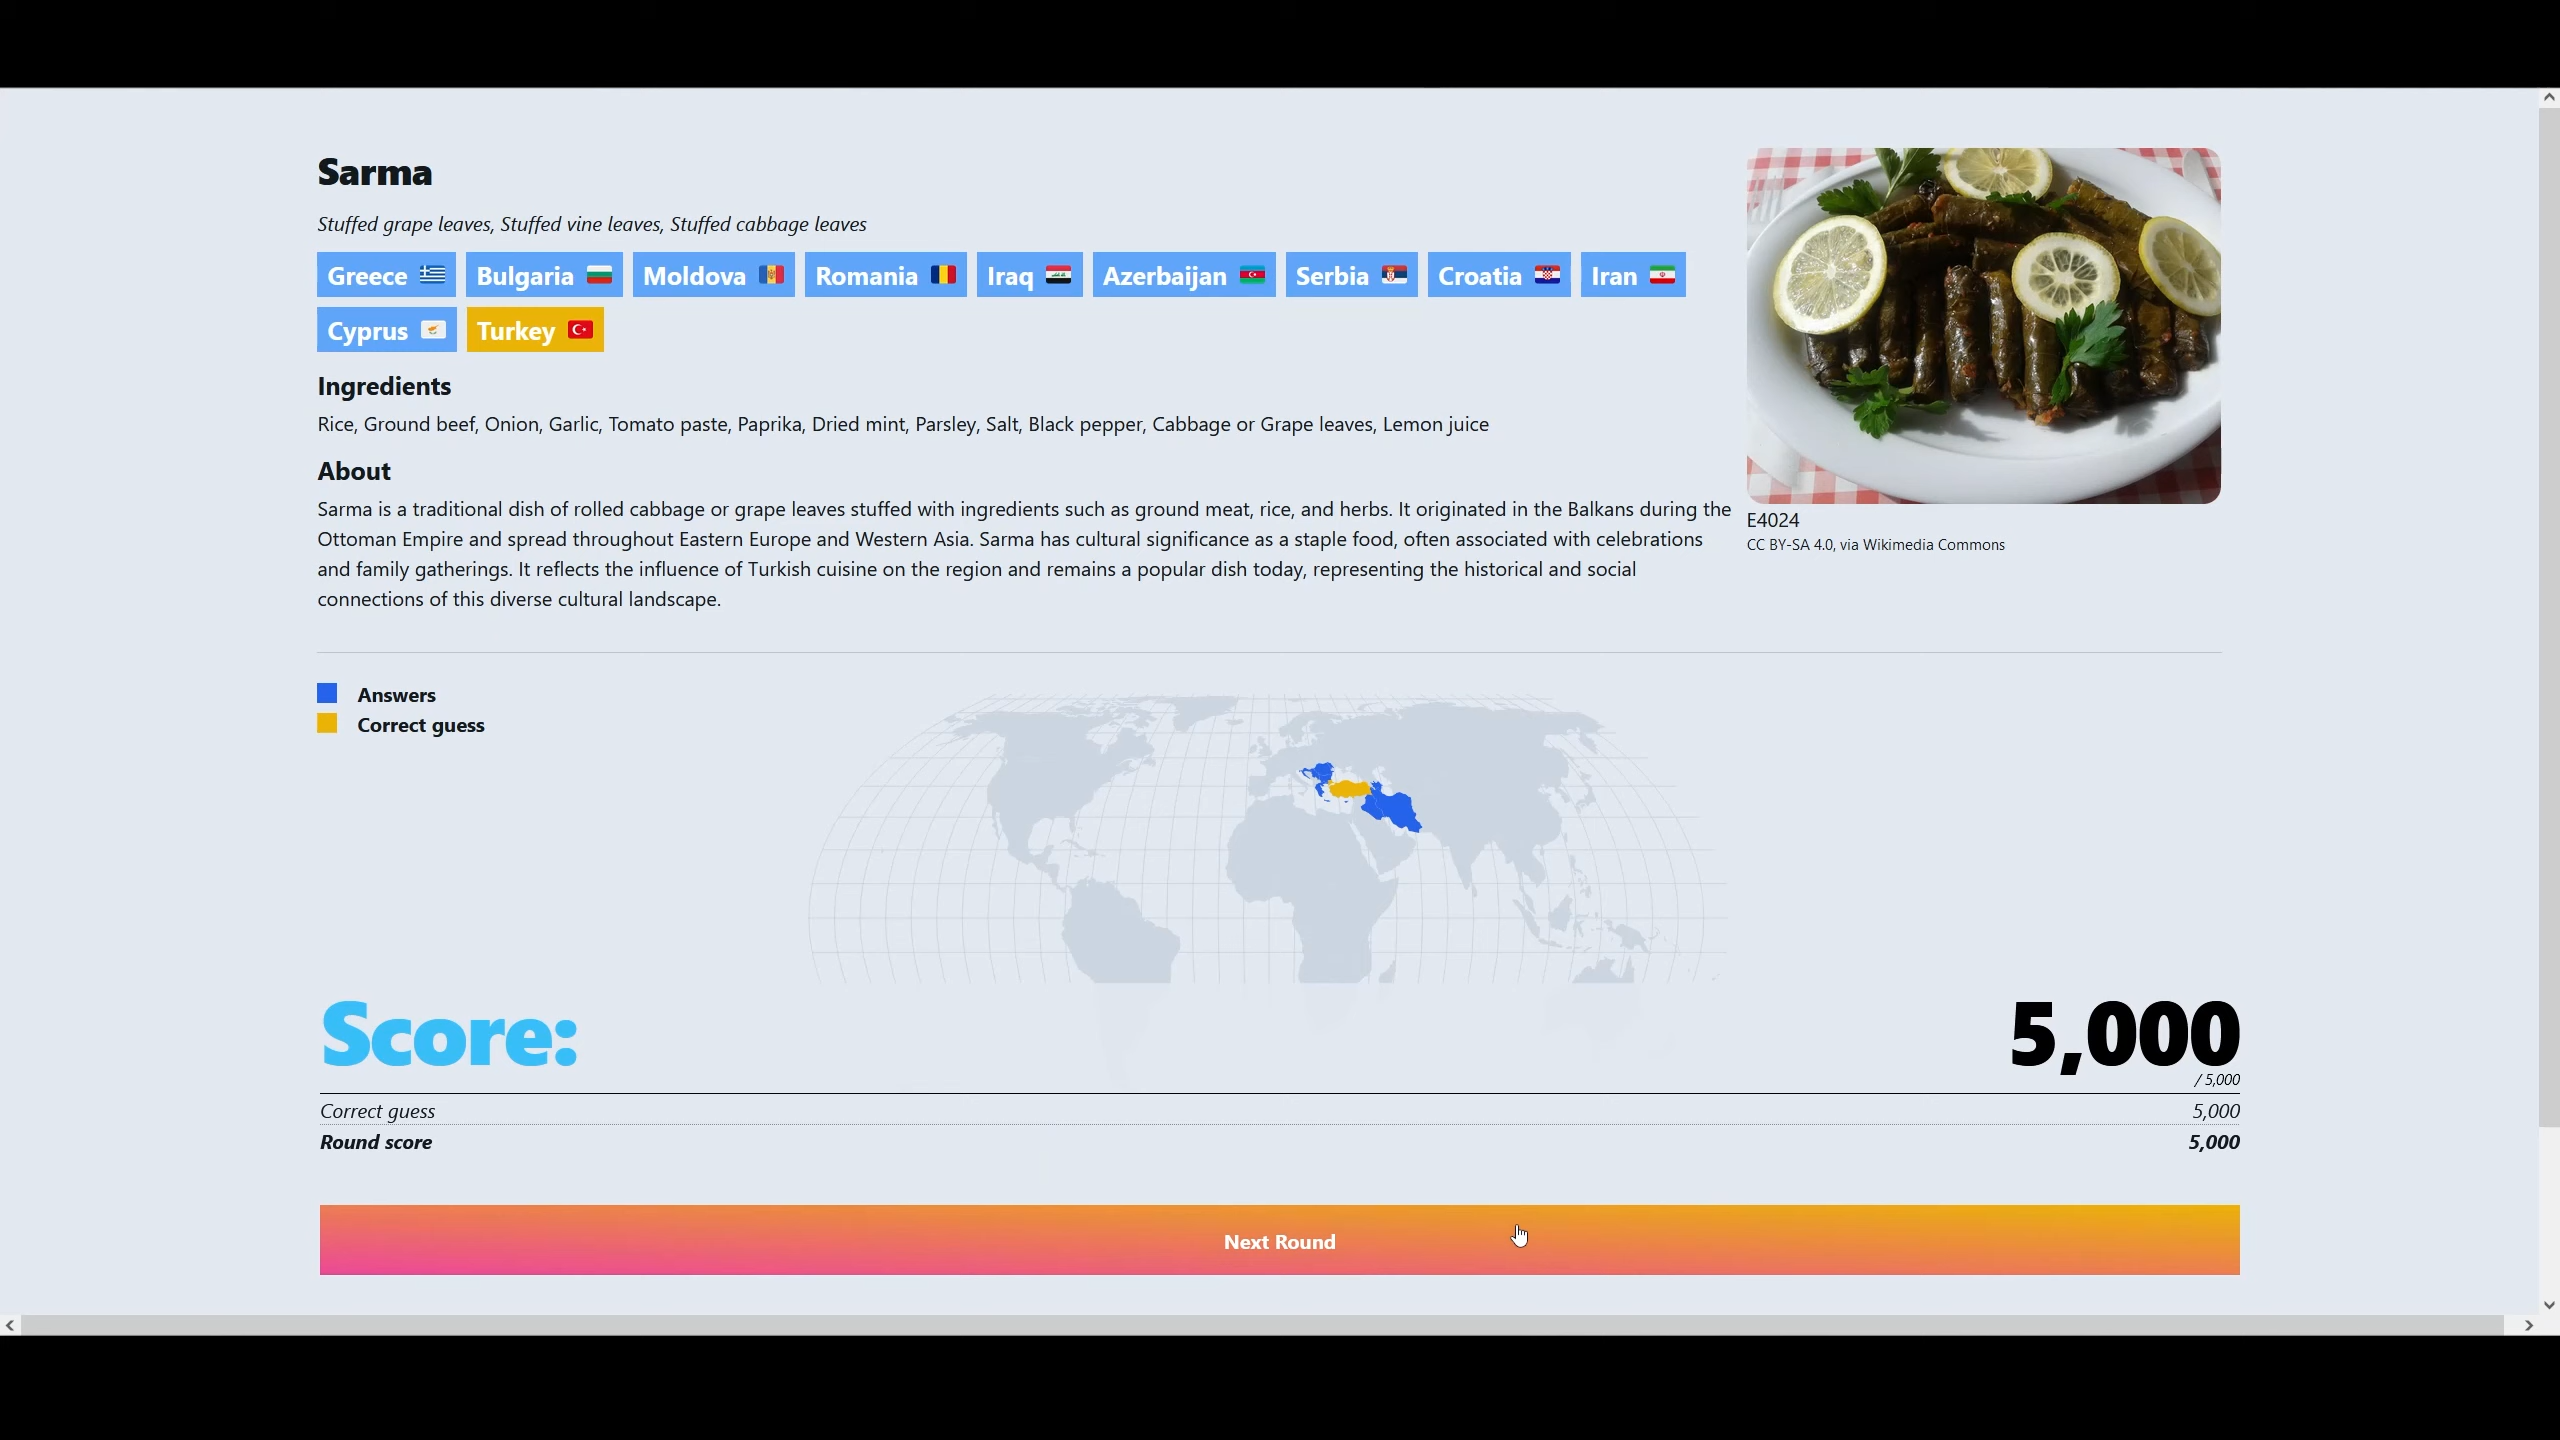 Sarma
Stuffed grape leaves, Stuffed vine leaves, Stuffed cabbage leaves
Greece Bulgaria Moldova Romania Iraq Azerbaijan Serbia Croatia Iran
Cyprus Turkey
Ingredients
Rice, Ground beef, Onion, Garlic, Tomato paste, Paprika, Dried mint, Parsley, Salt, Black pepper, Cabbage or Grape leaves, Lemon juice
About
Sarma is a traditional dish of rolled cabbage or grape leaves stuffed with ingredients such as ground meat, rice, and herbs. It originated in the Balkans during the
Ottoman Empire and spread throughout Eastern Europe and Western Asia. Sarma has cultural significance as a staple food, often associated with celebrations
and family gatherings. It reflects the influence of Turkish cuisine on the region and remains a popular dish today, representing the historical and social
connections of this diverse cultural landscape.
E4024
CC BY-SA 4.0, via Wikimedia Commons
Answers
Correct guess
Score: 5,000
/ 5,000
Correct guess 5,000
Round score 5,000
Next Round